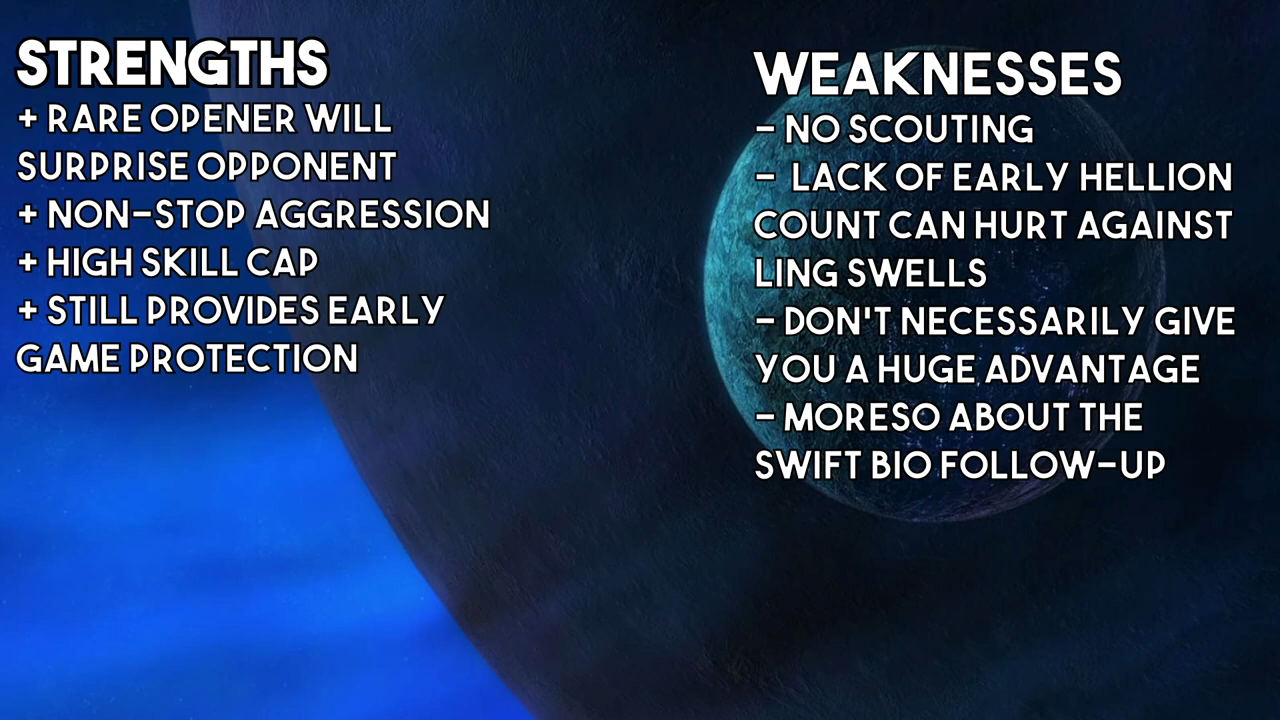 STRENGTHS
+ RARE OPENER WILL
SURPRISE OPPONENT
+ NON-STOP AGGRESSION
+ HIGH SKILL CAP
+ STILL PROVIDES EARLY
GAME PROTECTION
WEAKNESSES
- NO SCOUTING
- LACK OF EARLY HELLION
COUNT CAN HURT AGAINST
LING SWELLS
- DON'T NECESSARILY GIVE
YOU A HUGE ADVANTAGE
- MORESO ABOUT THE
SWIFT BIO FOLLOW-UP